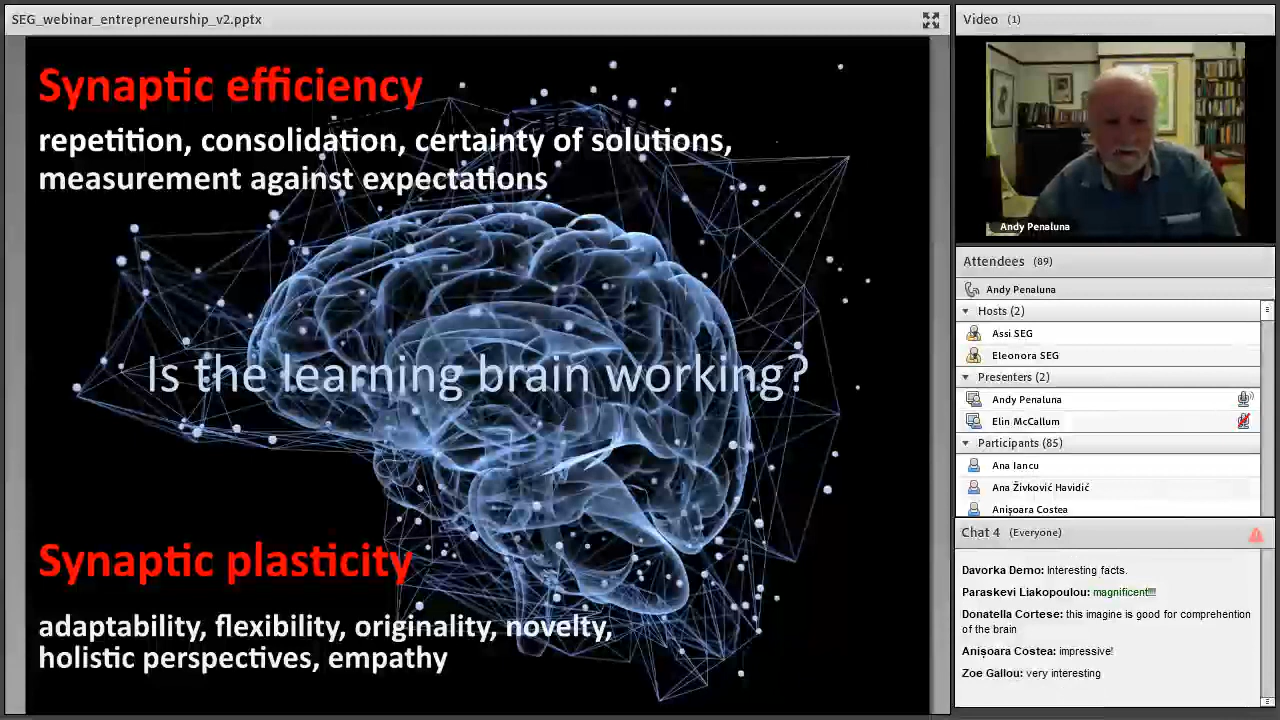 SEG_webinar_entrepreneurship_v2.pptx
Synaptic efficiency
repetition, consolidation, certainty of solutions,
measurement against expectations
Is the learning brain working?
Synaptic plasticity
adaptability, flexibility, originality, novelty,
holistic perspectives, empathy
Video (1)
Andy Penaluna
Attendees (89)
Andy Penaluna
Hosts (2)
Assi SEG
Eleonora SEG
Presenters (2)
Andy Penaluna
Elin McCallum
Participants (85)
Ana Iancu
Ana Živković Havidić
Anişoara Costea
Chat 4 (Everyone)
Davorka Demo: Interesting facts.
Paraskevi Liakopoulou: magnificent!!!!
Donatella Cortese: this imagine is good for comprehention
of the brain
Anişoara Costea: impressive!
Zoe Gallou: very interesting